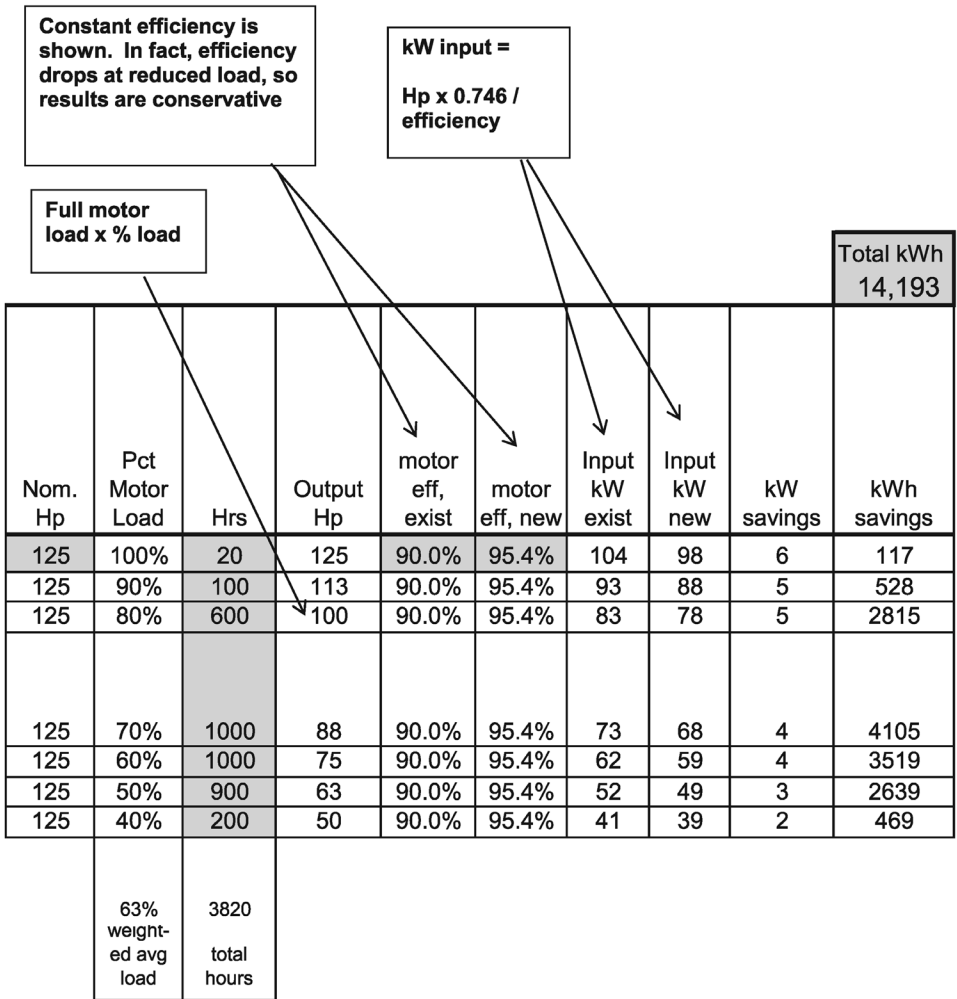 Constant efficiency is
shown.  In fact, efficiency
drops at reduced load, so
results are conservative
kW input =
Hp x 0.746 /
efficiency
Full motor
load x % load
Total kWh
14,193
Nom.
Hp
Pct
Motor
Load
Hrs
Output
Hp
motor
eff,
exist
motor
eff, new
Input
kW
exist
Input
kW
new
kW
savings
kWh
savings
125 100% 20 125 90.0% 95.4% 104 98 6 117
125 90% 100 113 90.0% 95.4% 93 88 5 528
125 80% 600 100 90.0% 95.4% 83 78 5 2815
125 70% 1000 88 90.0% 95.4% 73 68 4 4105
125 60% 1000 75 90.0% 95.4% 62 59 4 3519
125 50% 900 63 90.0% 95.4% 52 49 3 2639
125 40% 200 50 90.0% 95.4% 41 39 2 469
63%
weight-
ed avg
load
3820
total
hours